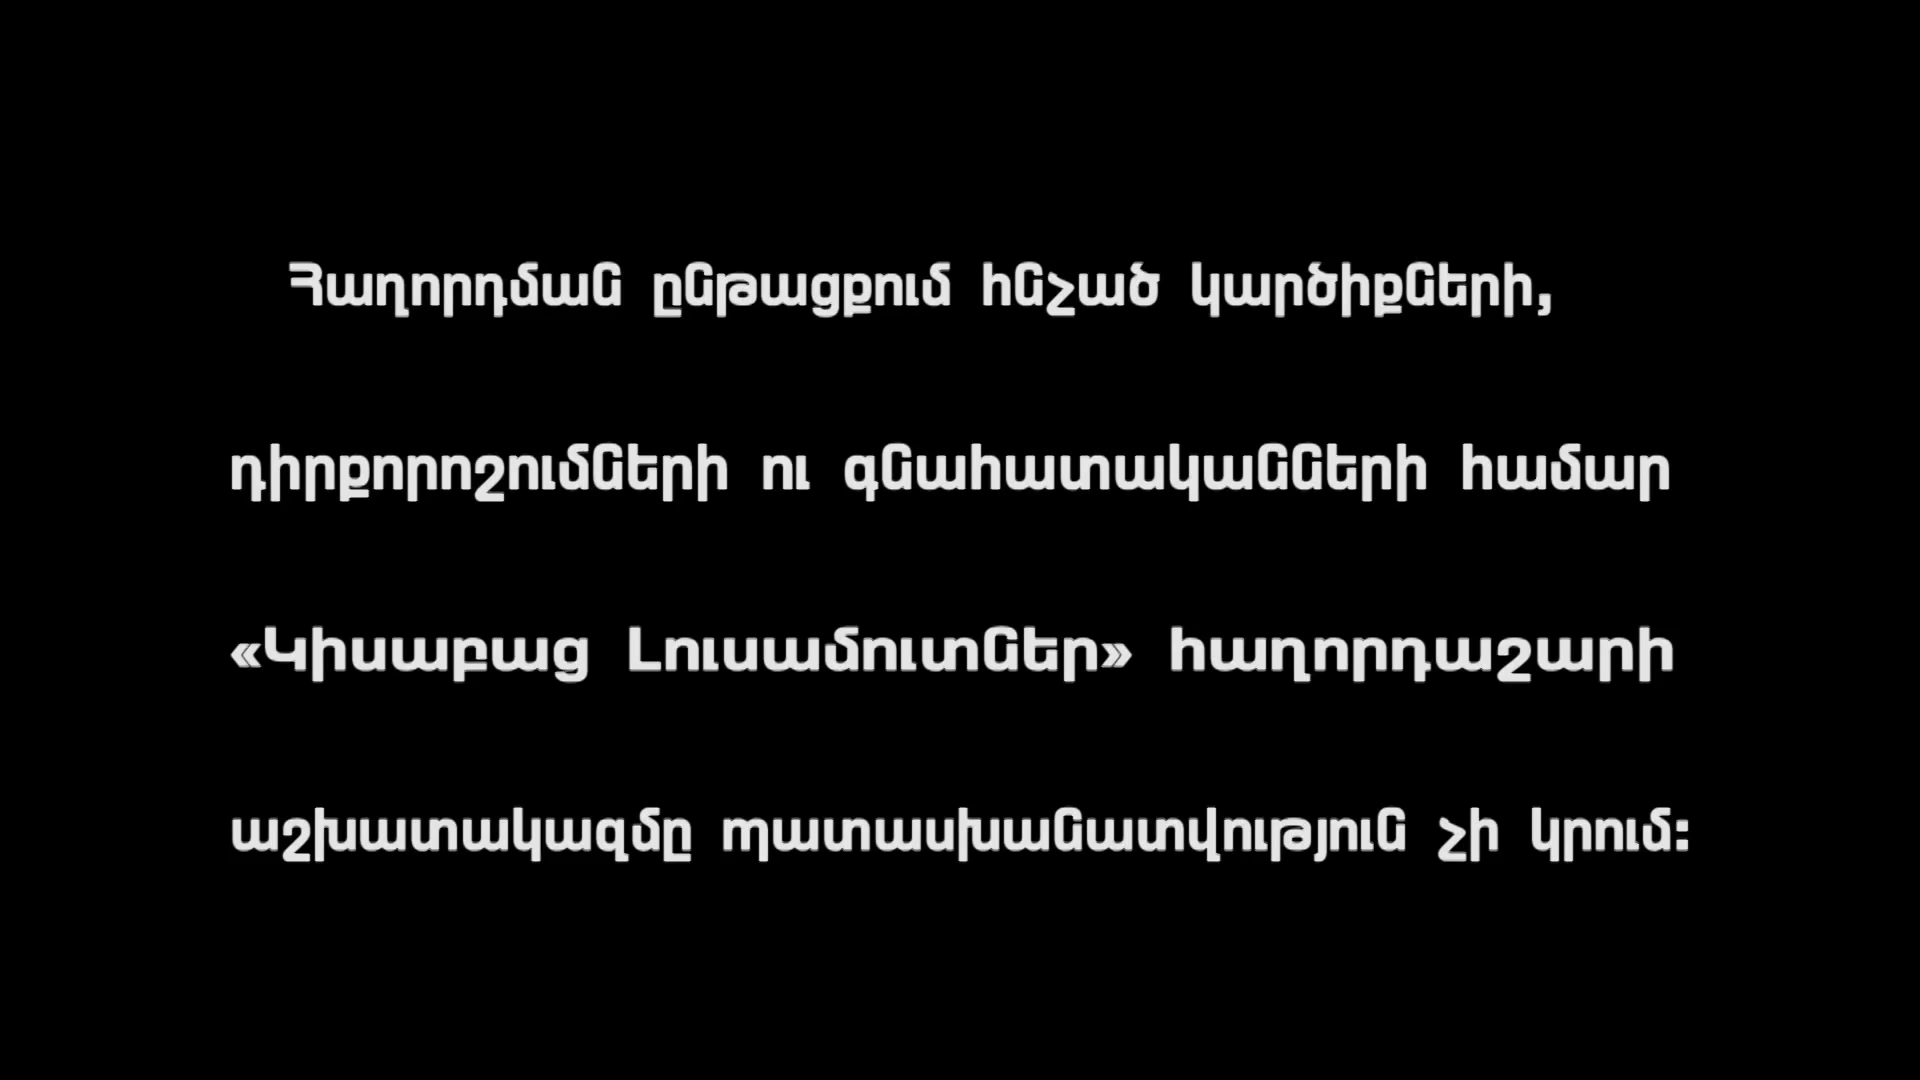 Հաղորդման ընթացքում հնչած կարծիքների,
դիրքորոշումների ու գնահատականների համար
«Կիսաբաց Լուսամուտներ» հաղորդաշարի
աշխատակազմը պատասխանատվություն չի կրում: